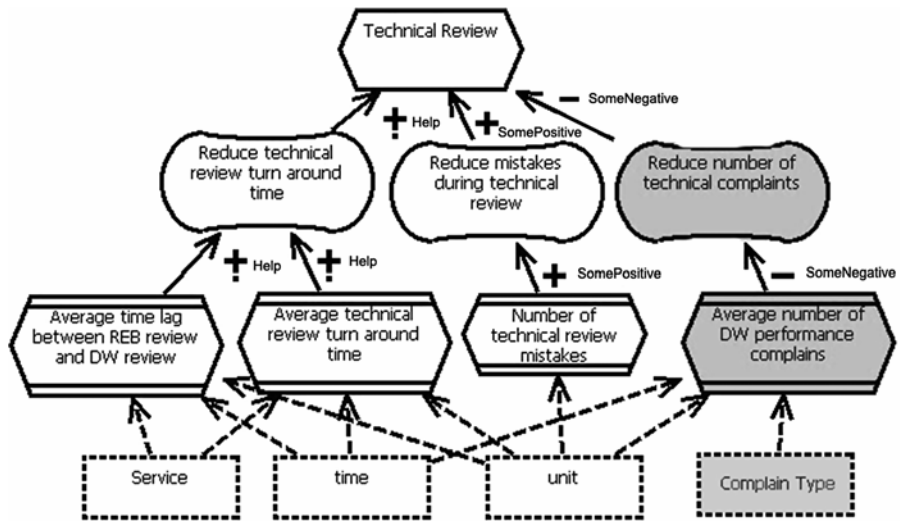 Technical Review
SomeNegative
Help
SomePositive
Reduce technical
review turn around
time
Reduce mistakes
during technical
review
Reduce number of
technical complaints
Help
Help
SomePositive
SomeNegative
Average time lag
between REB review
and DW review
Average technical
review turn around
time
Number of
technical review
mistakes
Average number of
DW performance
complains
Service
time
unit
Complain Type